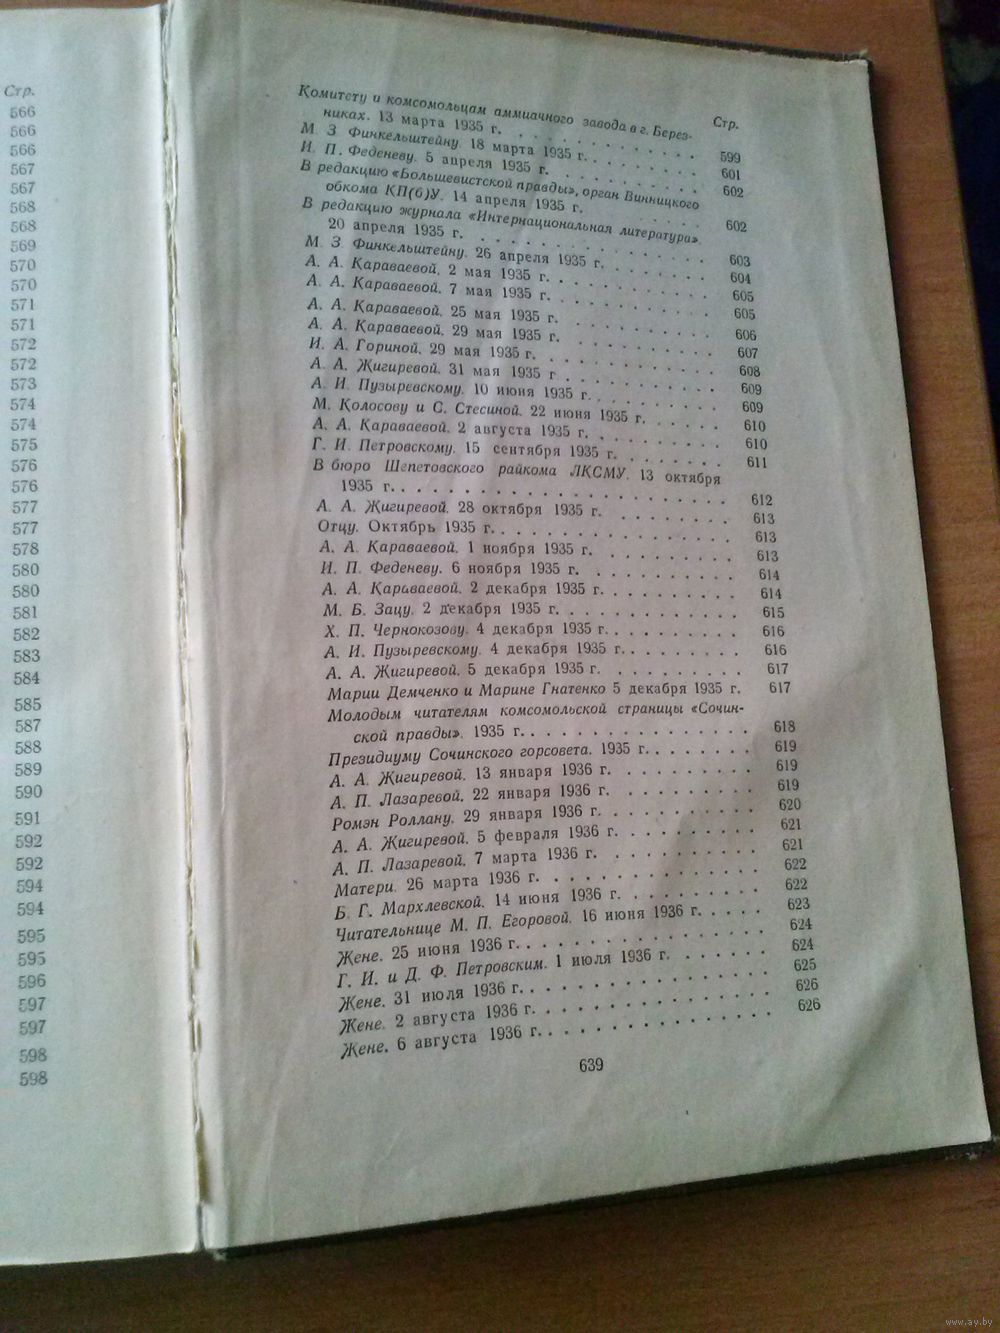 Стр.
566
566
566
567
567
568
568
569
570
570
571
571
572
572
573
574
574
575
576
576
577
577
578
580
580
581
582
583
584
585
587
588
589
590
591
592
592
594
594
595
595
596
597
597
598
598
Стр.
Комитету и комсомольцам аммиачного завода в г. Берез-
никах. 13 марта 1935 г. . . . . . . . . . . 599
М. З Финкельштейну. 18 марта 1935 г. . . . . . . 601
И. П. Феденеву. 5 апреля 1935 г. . . . . . . . . 602
В редакцию «Большевистской правды», орган Винницкого
обкома КП(б)У. 14 апреля 1935 г. . . . . 602
В редакцию журнала «Интернациональная литература».
20 апреля 1935 г. . . . . . . . . . . . 603
М. З Финкельштейну. 26 апреля 1935 г. . . . . . . 604
А. А. Караваевой. 2 мая 1935 г. . . . . . . . . 605
А. А. Караваевой. 7 мая 1935 г. . . . . . . . . 605
А. А. Караваевой. 25 мая 1935 г. . . . . . . . . 606
А. А. Караваевой. 29 мая 1935 г. . . . . . . . . 607
И. А. Гориной. 29 мая 1935 г. . . . . . . . . . 608
А. А. Жигиревой. 31 мая 1935 г . . . . . . . . 609
А. И. Пузыревскому. 10 июня 1935 г. . . . . . . . 609
М. Колосову и С. Стесиной. 22 июня 1935 г. . . . . 610
А. А. Караваевой. 2 августа 1935 г. . . . . . . . 610
Г. И. Петровскому. 15 сентября 1935 г. . . . . . . 611
В бюро Шепетовского райкома ЛКСМУ. 13 октября
1935 г. . . . . . . . . . . . . . . . . . 612
А. А. Жигиревой. 28 октября 1935 г. . . . . . . 613
Отцу. Октябрь 1935 г. . . . . . . . . . . . . 613
А. А. Караваевой. 1 ноября 1935 г. . . . . . . . 613
И. П. Феденеву. 6 ноября 1935 г. . . . . . . . . 614
А. А. Караваевой. 2 декабря 1935 г. . . . . . . . 614
М. Б. Зацу. 2 декабря 1935 г. . . . . . . . . . 615
Х. П. Чернокозову. 4 декабря 1935 г. . . . . . . . 616
А. И. Пузыревскому. 4 декабря 1935 г. . . . . . . 616
А. А. Жигиревой. 5 декабря 1935 г. . . . . . . . 617
Марии Демченко и Марине Гнатенко 5 декабря 1935 г. 617
Молодым читателям комсомольской страницы «Сочин-
ской правды». 1935 г. . . . . . . . . . . . . 618
Президиуму Сочинского горсовета. 1935 г. . . . . . . 619
А. А. Жигиревой. 13 января 1936 г. . . . . . . . 619
А. П. Лазаревой. 22 января 1936 г. . . . . . . . 619
Ромэн Роллану. 29 января 1936 г. . . . . . . . . 620
А. А. Жигиревой. 5 февраля 1936 г. . . . . . . . 621
А. П. Лазаревой. 7 марта 1936 г. . . . . . . . . 621
Матери. 26 марта 1936 г. . . . . . . . . . . . 622
Б. Г. Мархлевской. 14 июня 1936 г. . . . . . . . 622
Читательнице М. П. Егоровой. 16 июня 1936 г. . . . . 623
Жене. 25 июня 1936 г. . . . . . . . . . . . . 624
Г. И. и Д. Ф. Петровским. 1 июля 1936 г. . . . . . 624
Жене. 31 июля 1936 г. . . . . . . . . . . . . 625
Жене. 2 августа 1936 г. . . . . . . . . . . . . 626
Жене. 6 августа 1936 г. . . . . . . . . . . . . 626
639
www.ay.by